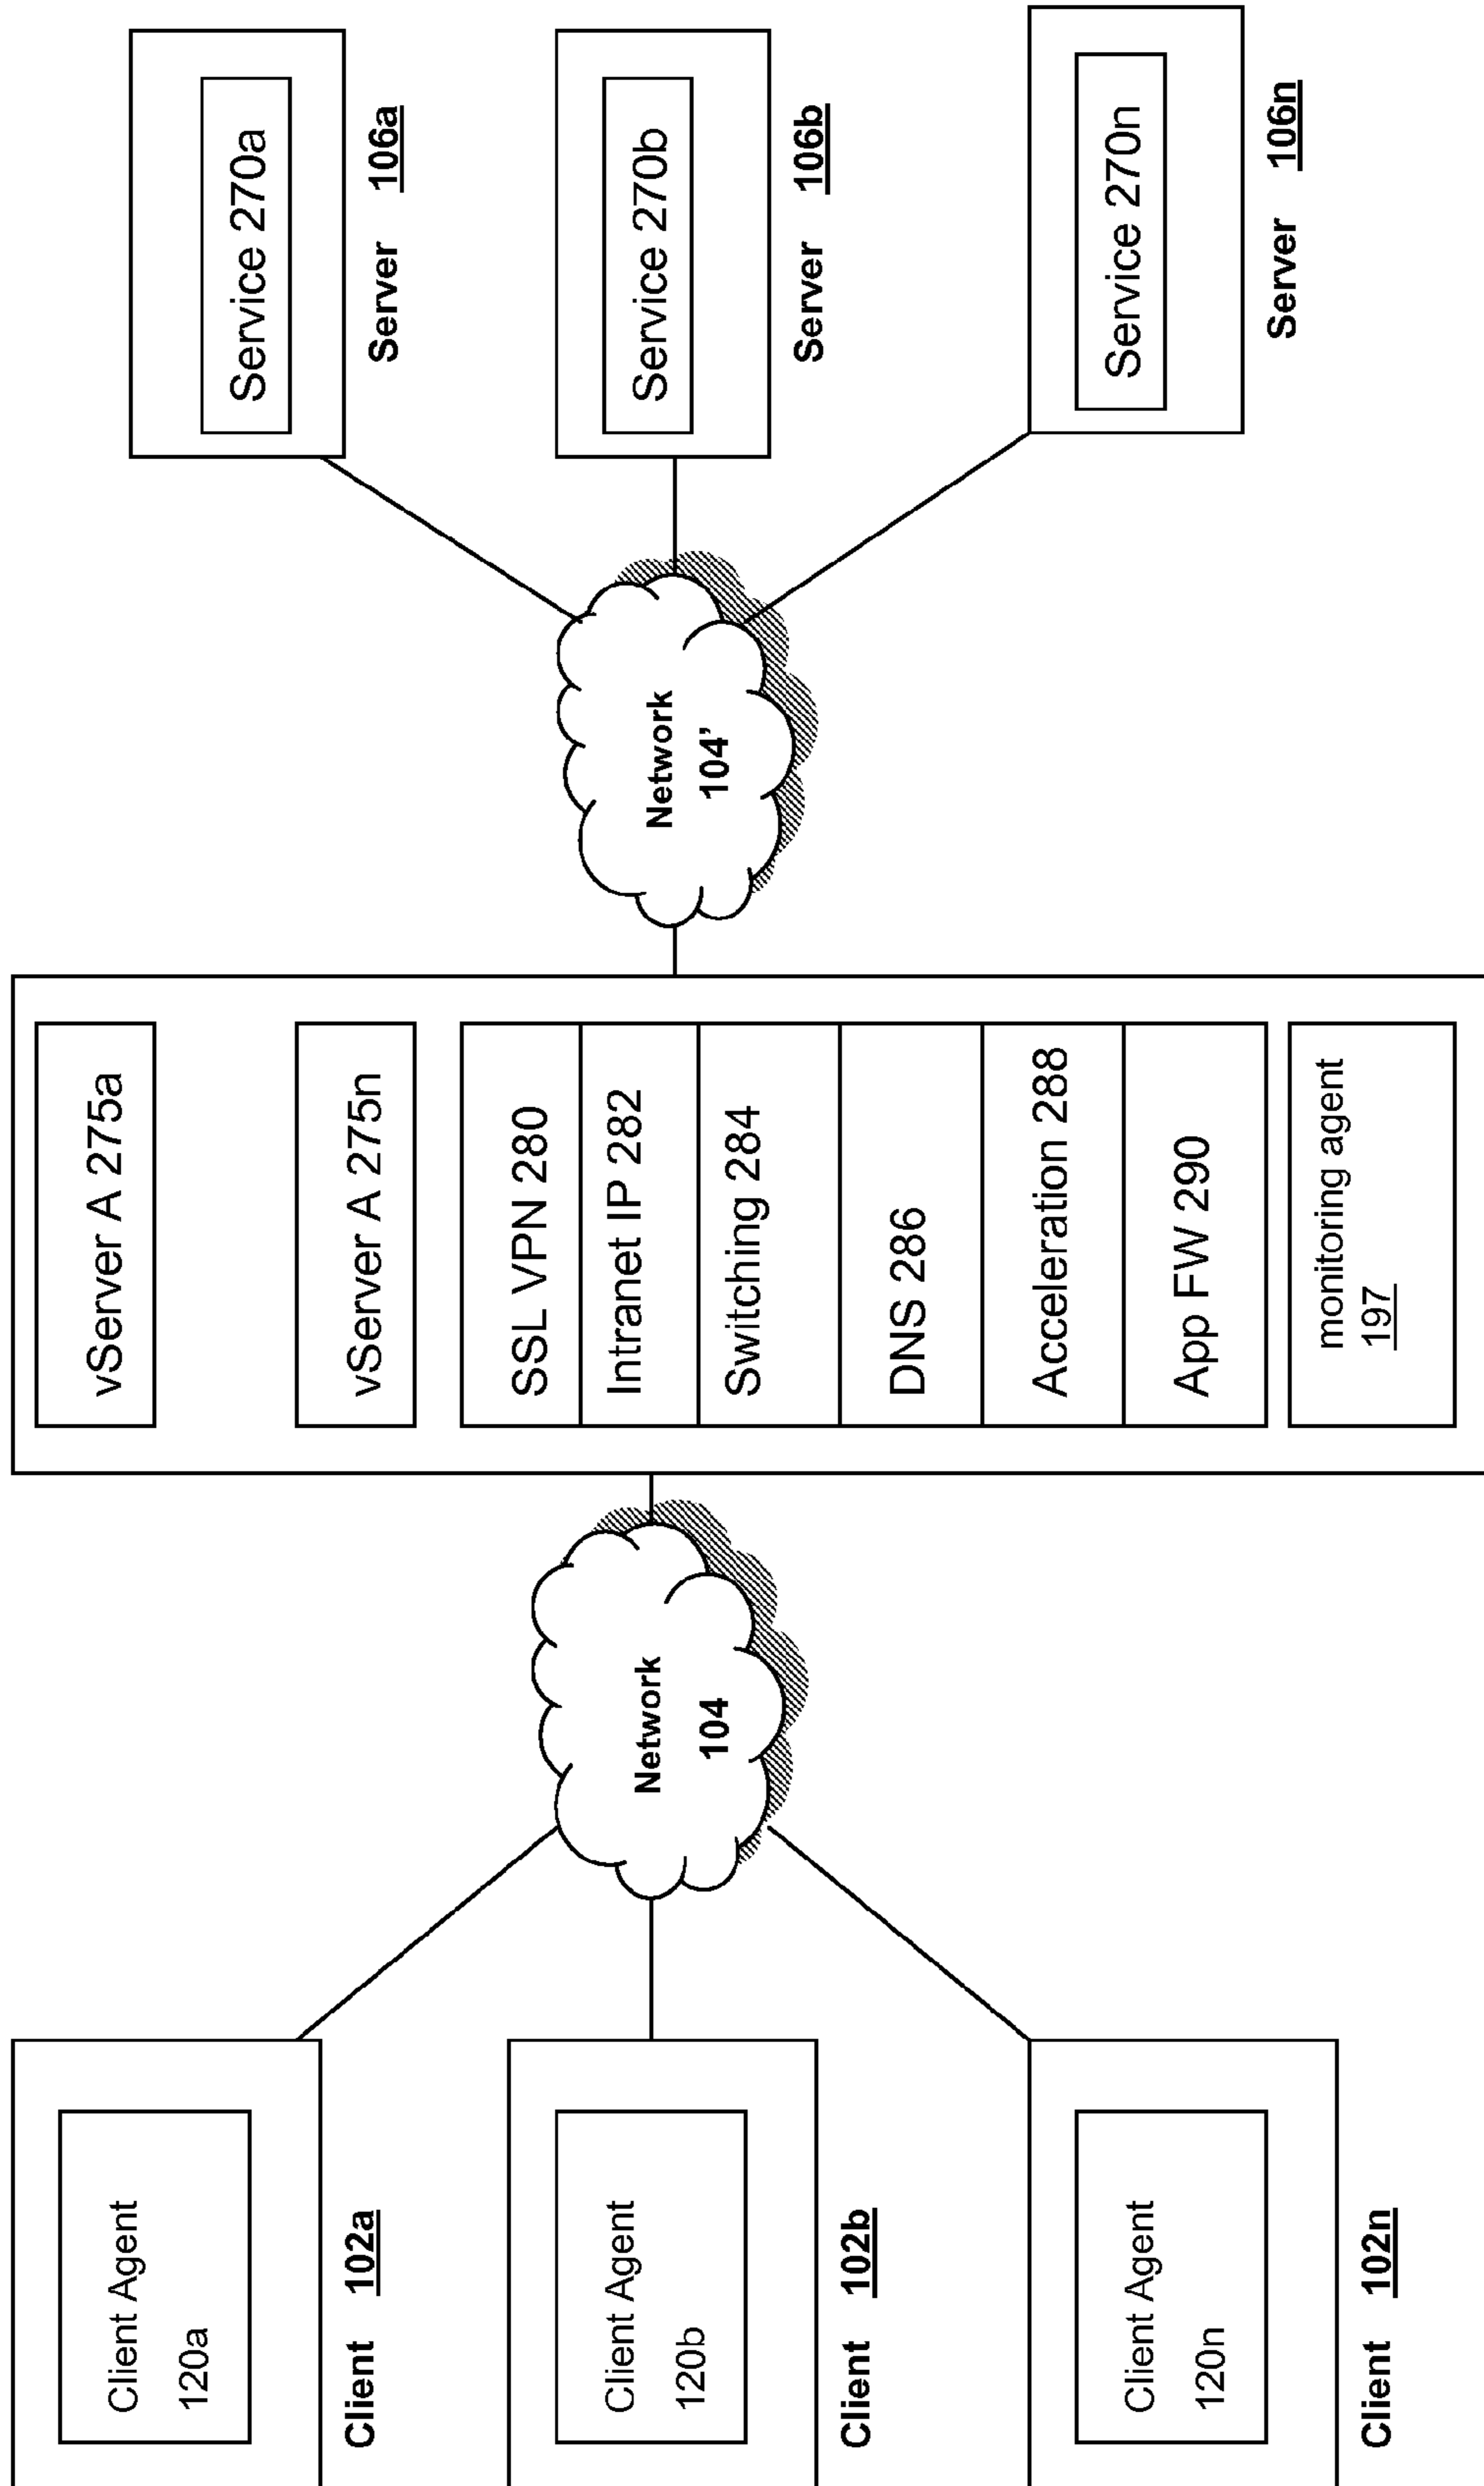 Client Agent
120a
Client 102a
Client Agent
120b
Client 102b
Client Agent
120n
Client 102n
Network
104
vServer A 275a
vServer A 275n
SSL VPN 280
Intranet IP 282
Switching 284
DNS 286
Acceleration 288
App FW 290
monitoring agent
197
Network
104’
Service 270a
Server 106a
Service 270b
Server 106b
Service 270n
Server 106n